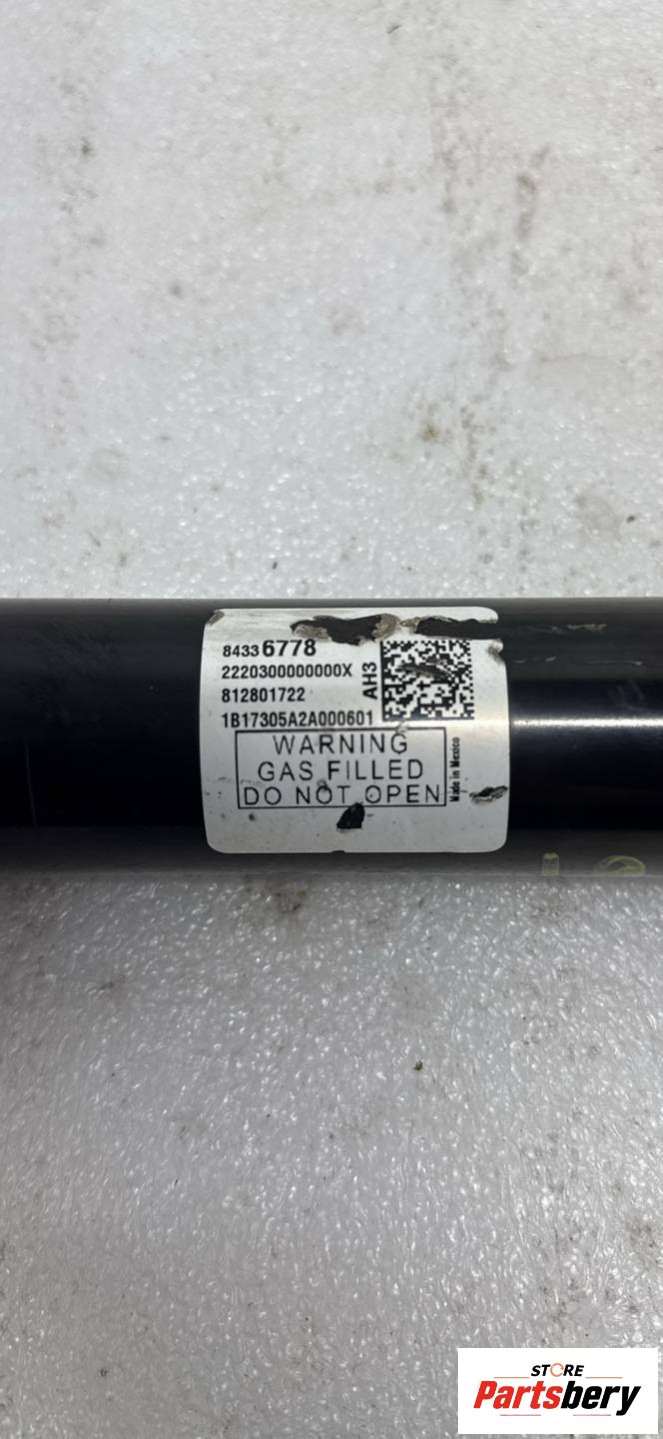 84336778
2220300000000X
812801722
1B17305A2A000601
AH3
WARNING
GAS FILLED
DO NOT OPEN
Made in Mexico
STORE
Partsbery